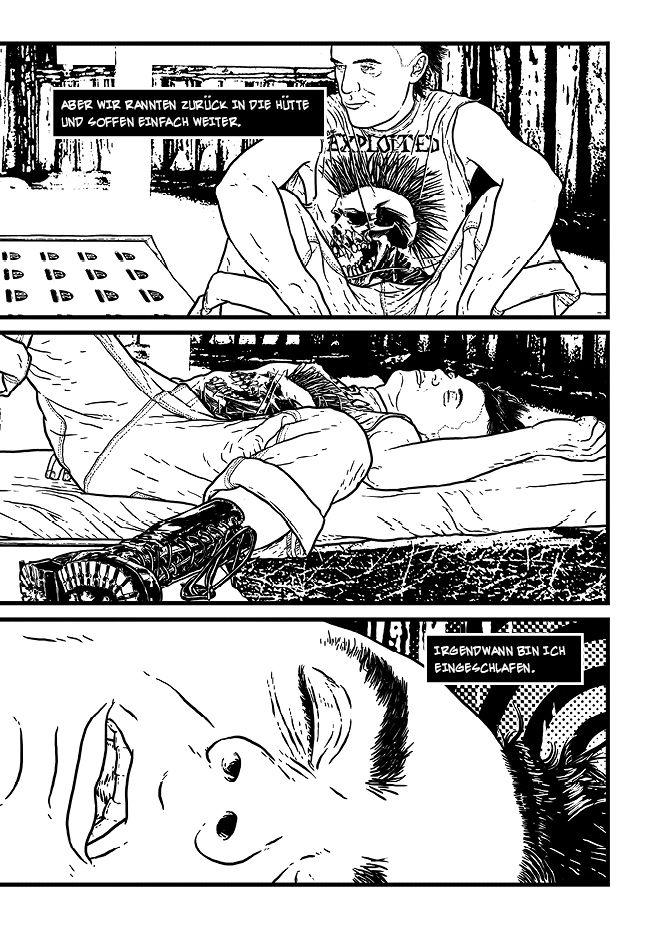 ABER WIR RANNTEN ZURÜCK IN DIE HÜTTE
UND SOFFEN EINFACH WEITER.
EXPLOITED
IRGENDWANN BIN ICH
EINGESCHLAFEN.